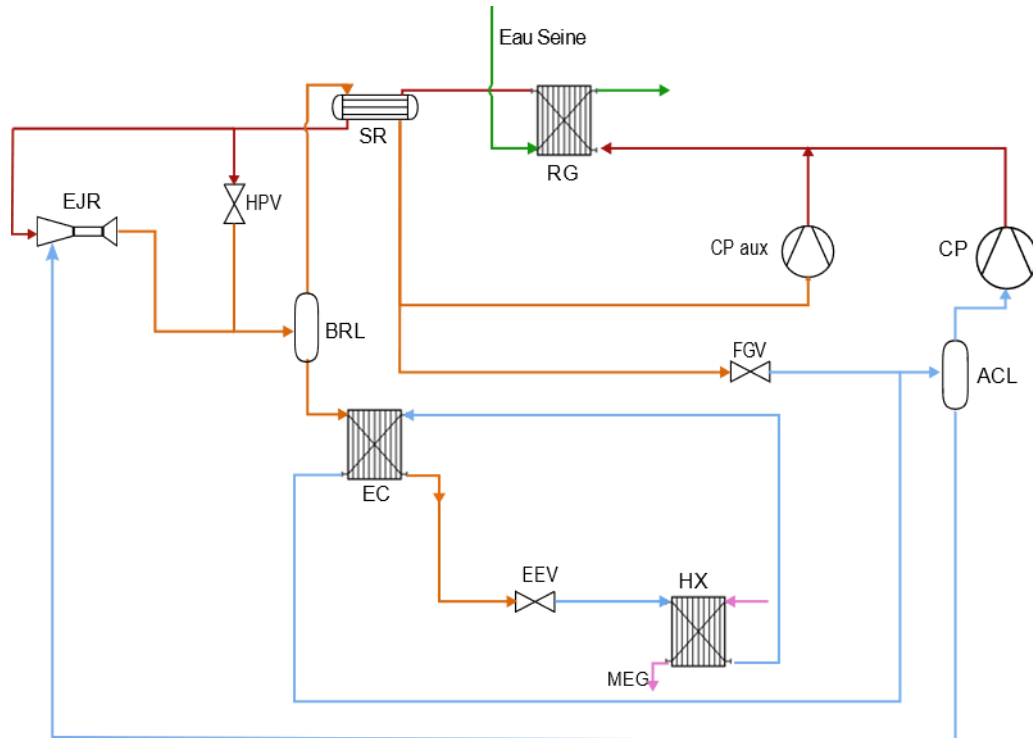 Eau Seine
SR
RG
EJR
HPV
CP aux
CP
BRL
FGV
ACL
EC
EEV
HX
MEG